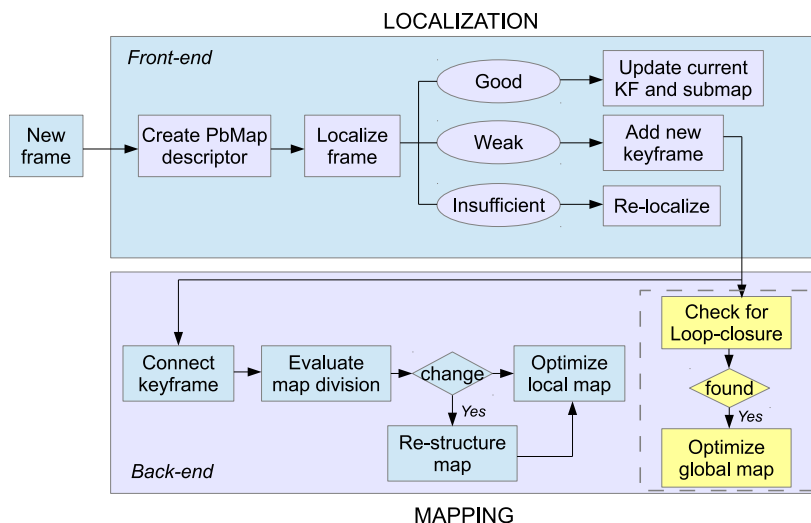 LOCALIZATION
Front-end
New
frame
Create PbMap
descriptor
Localize
frame
Good
Weak
Insufficient
Update current
KF and submap
Add new
keyframe
Re-localize
Connect
keyframe
Evaluate
map division
change
Yes
Re-structure
map
Optimize
local map
Check for
Loop-closure
found
Yes
Optimize
global map
Back-end
MAPPING